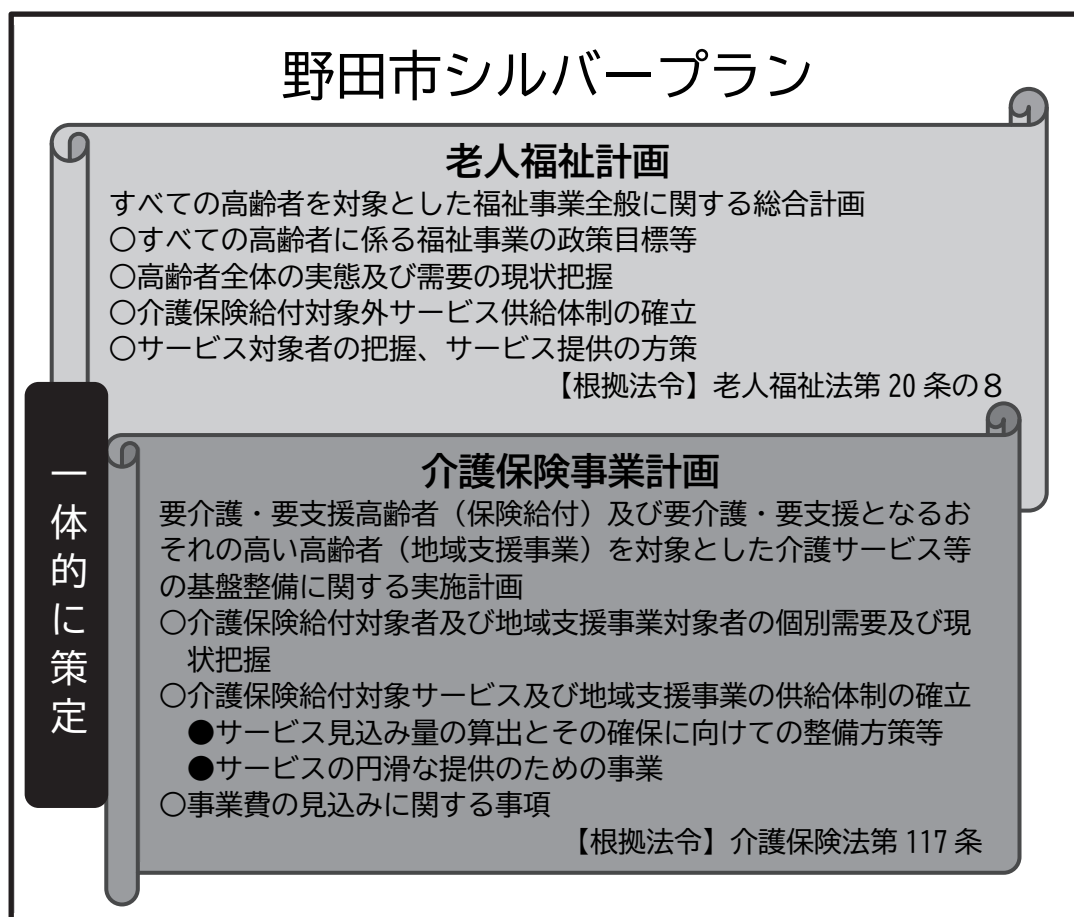 野田市シルバープラン
老人福祉計画
すべての高齢者を対象とした福祉事業全般に関する総合計画
○すべての高齢者に係る福祉事業の政策目標等
○高齢者全体の実態及び需要の現状把握
○介護保険給付対象外サービス供給体制の確立
○サービス対象者の把握、サービス提供の方策
【根拠法令】老人福祉法第 20 条の８
一体的に策定
介護保険事業計画
要介護・要支援高齢者（保険給付）及び要介護・要支援となるお
それの高い高齢者（地域支援事業）を対象とした介護サービス等
の基盤整備に関する実施計画
○介護保険給付対象者及び地域支援事業対象者の個別需要及び現
状把握
○介護保険給付対象サービス及び地域支援事業の供給体制の確立
●サービス見込み量の算出とその確保に向けての整備方策等
●サービスの円滑な提供のための事業
○事業費の見込みに関する事項
【根拠法令】介護保険法第 117 条